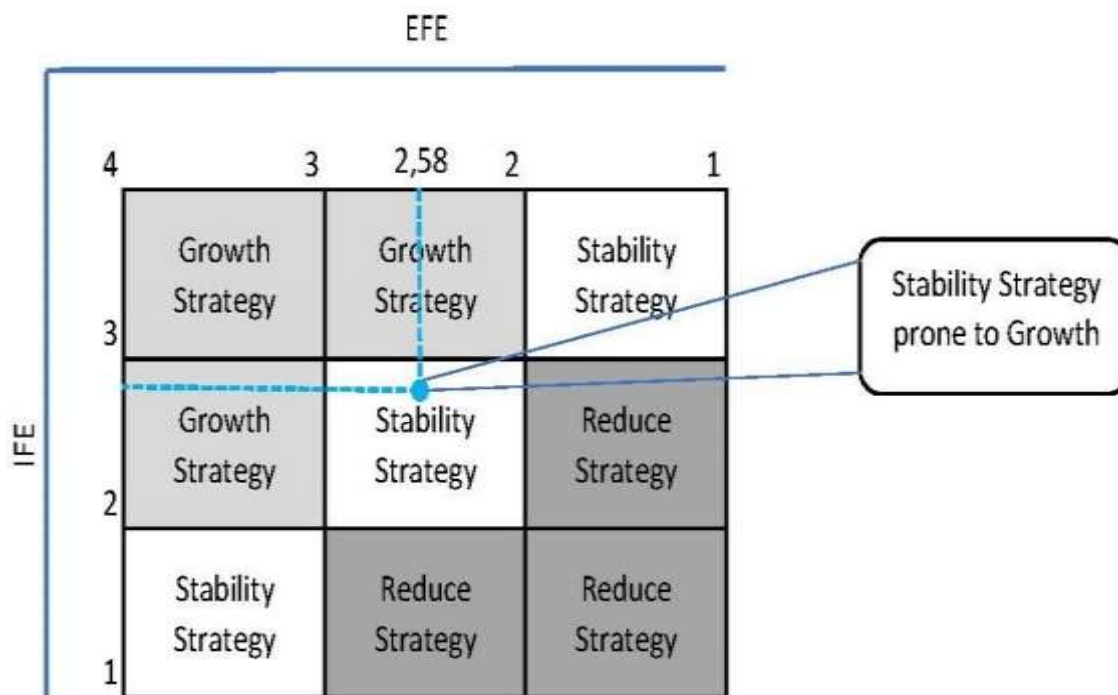 EFE
4 3 2,58 2 1
Growth
Strategy
Growth
Strategy
Stability
Strategy
Stability Strategy
prone to Growth
3
Growth
Strategy
Stability
Strategy
Reduce
Strategy
IFE
2
Stability
Strategy
Reduce
Strategy
Reduce
Strategy
1